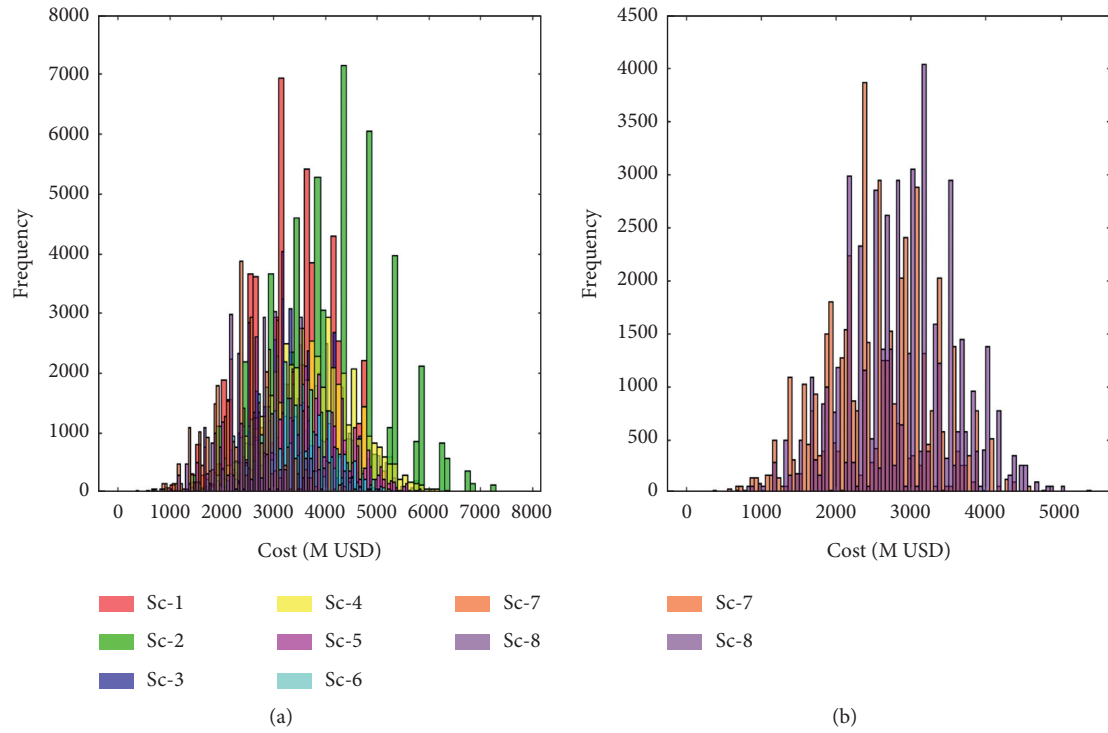 8000
7000
6000
5000
4000
3000
2000
1000
0
Frequency
0 1000 2000 3000 4000 5000 6000 7000 8000
Cost (M USD)
Sc-1 Sc-4 Sc-7
Sc-2 Sc-5 Sc-8
Sc-3 Sc-6
(a)
4500
4000
3500
3000
2500
2000
1500
1000
500
0
Frequency
0 1000 2000 3000 4000 5000
Cost (M USD)
Sc-7
Sc-8
(b)